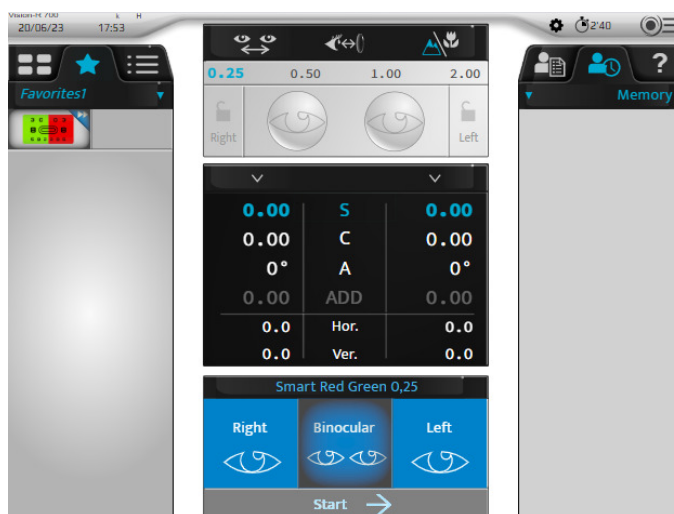 Vision-R 700 k H
20/06/23 17:53
2'40
?
Favorites1
Memory
0.25 0.50 1.00 2.00
Right Left
0.00 S 0.00
0.00 C 0.00
0° A 0°
0.00 ADD 0.00
0.0 Hor. 0.0
0.0 Ver. 0.0
Smart Red Green 0,25
Right Binocular Left
Start